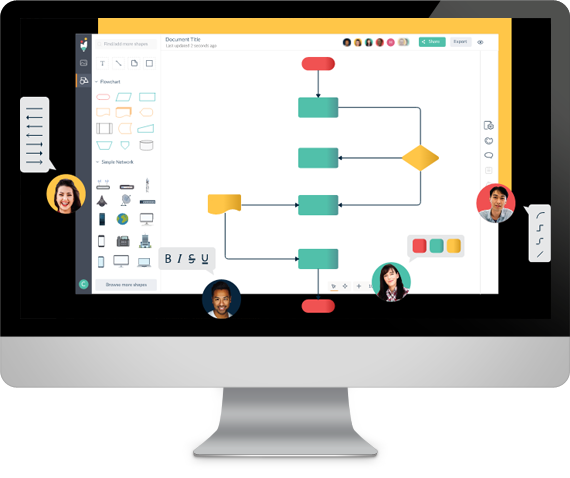 Document Title
Last updated 2 seconds ago
Share
Export
Find/add more shapes
T
Flowchart
Simple Network
Browse more shapes
C
B I S U